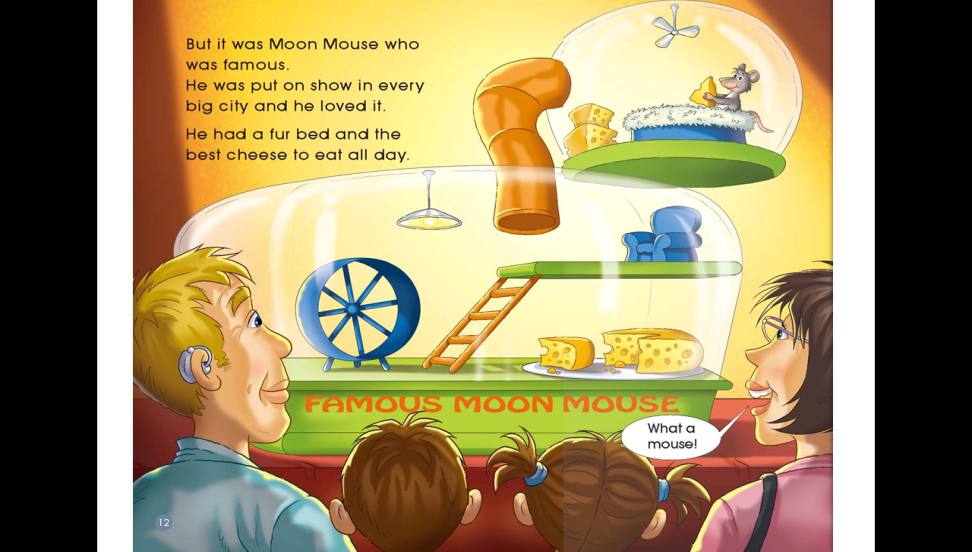 But it was Moon Mouse who
was famous.
He was put on show in every
big city and he loved it.
He had a fur bed and the
best cheese to eat all day.
FAMOUS MOON MOUSE
What a
mouse!
12